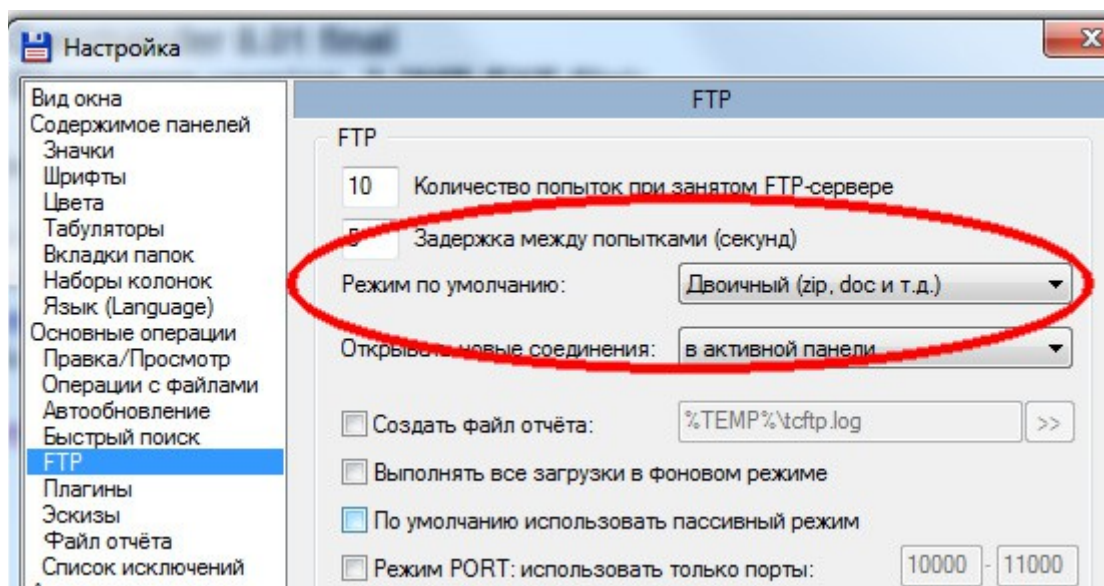 8.01 final
Настройка
X
Вид окна
Содержимое панелей
Значки
Шрифты
Цвета
Табуляторы
Вкладки папок
Наборы колонок
Язык (Language)
Основные операции
Правка/Просмотр
Операции с файлами
Автообновление
Быстрый поиск
FTP
Плагины
Эскизы
Файл отчёта
Список исключений
FTP
FTP
10 Количество попыток при занятом FTP-сервере
Задержка между попытками (секунд)
Режим по умолчанию: Двоичный (zip, doc и т.д.)
Открывать новые соединения: в активной панели
Создать файл отчёта: %TEMP%\tcftp.log >>
Выполнять все загрузки в фоновом режиме
По умолчанию использовать пассивный режим
Режим PORT: использовать только порты: 10000 - 11000